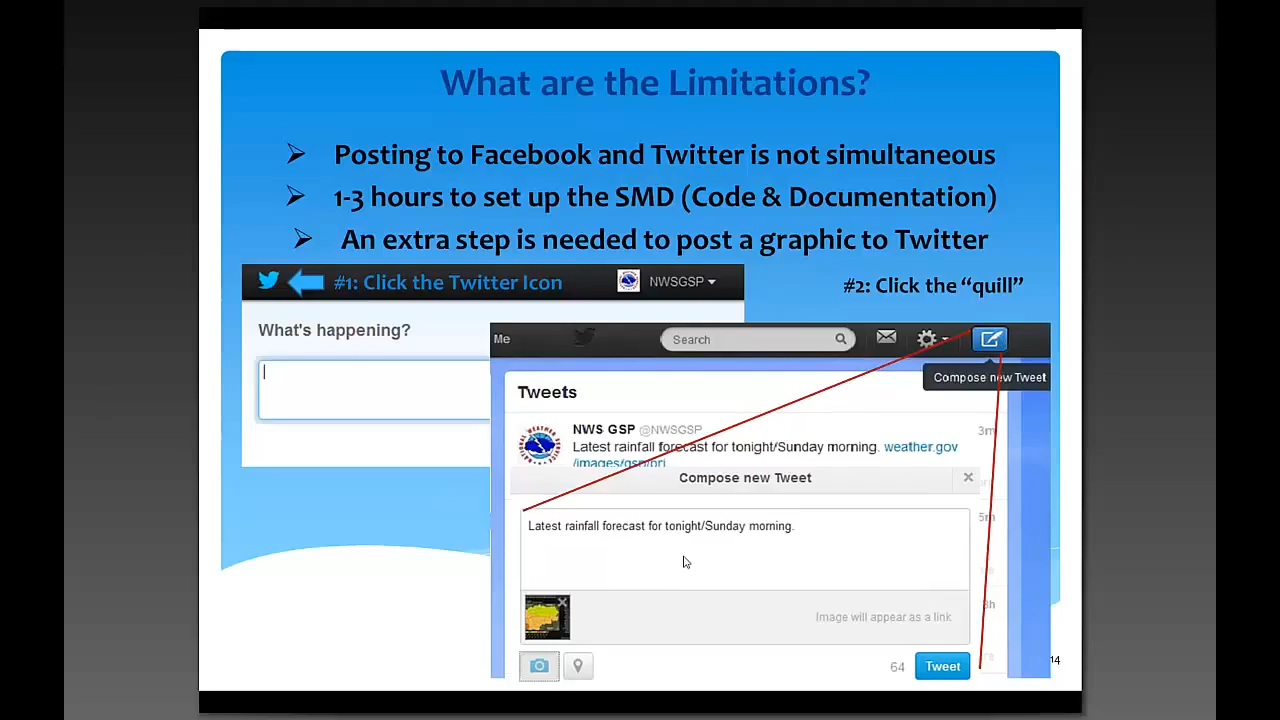 What are the Limitations?
Posting to Facebook and Twitter is not simultaneous
1-3 hours to set up the SMD (Code & Documentation)
An extra step is needed to post a graphic to Twitter
#1: Click the Twitter Icon
NWSGSP
#2: Click the “quill”
What's happening?
Me
Search
Compose new Tweet
Tweets
NWS GSP @NWSGSP
3m
Latest rainfall forecast for tonight/Sunday morning. weather.gov
/images/gsp/bri
Compose new Tweet
5m
Latest rainfall forecast for tonight/Sunday morning.
Image will appear as a link
64
Tweet
14